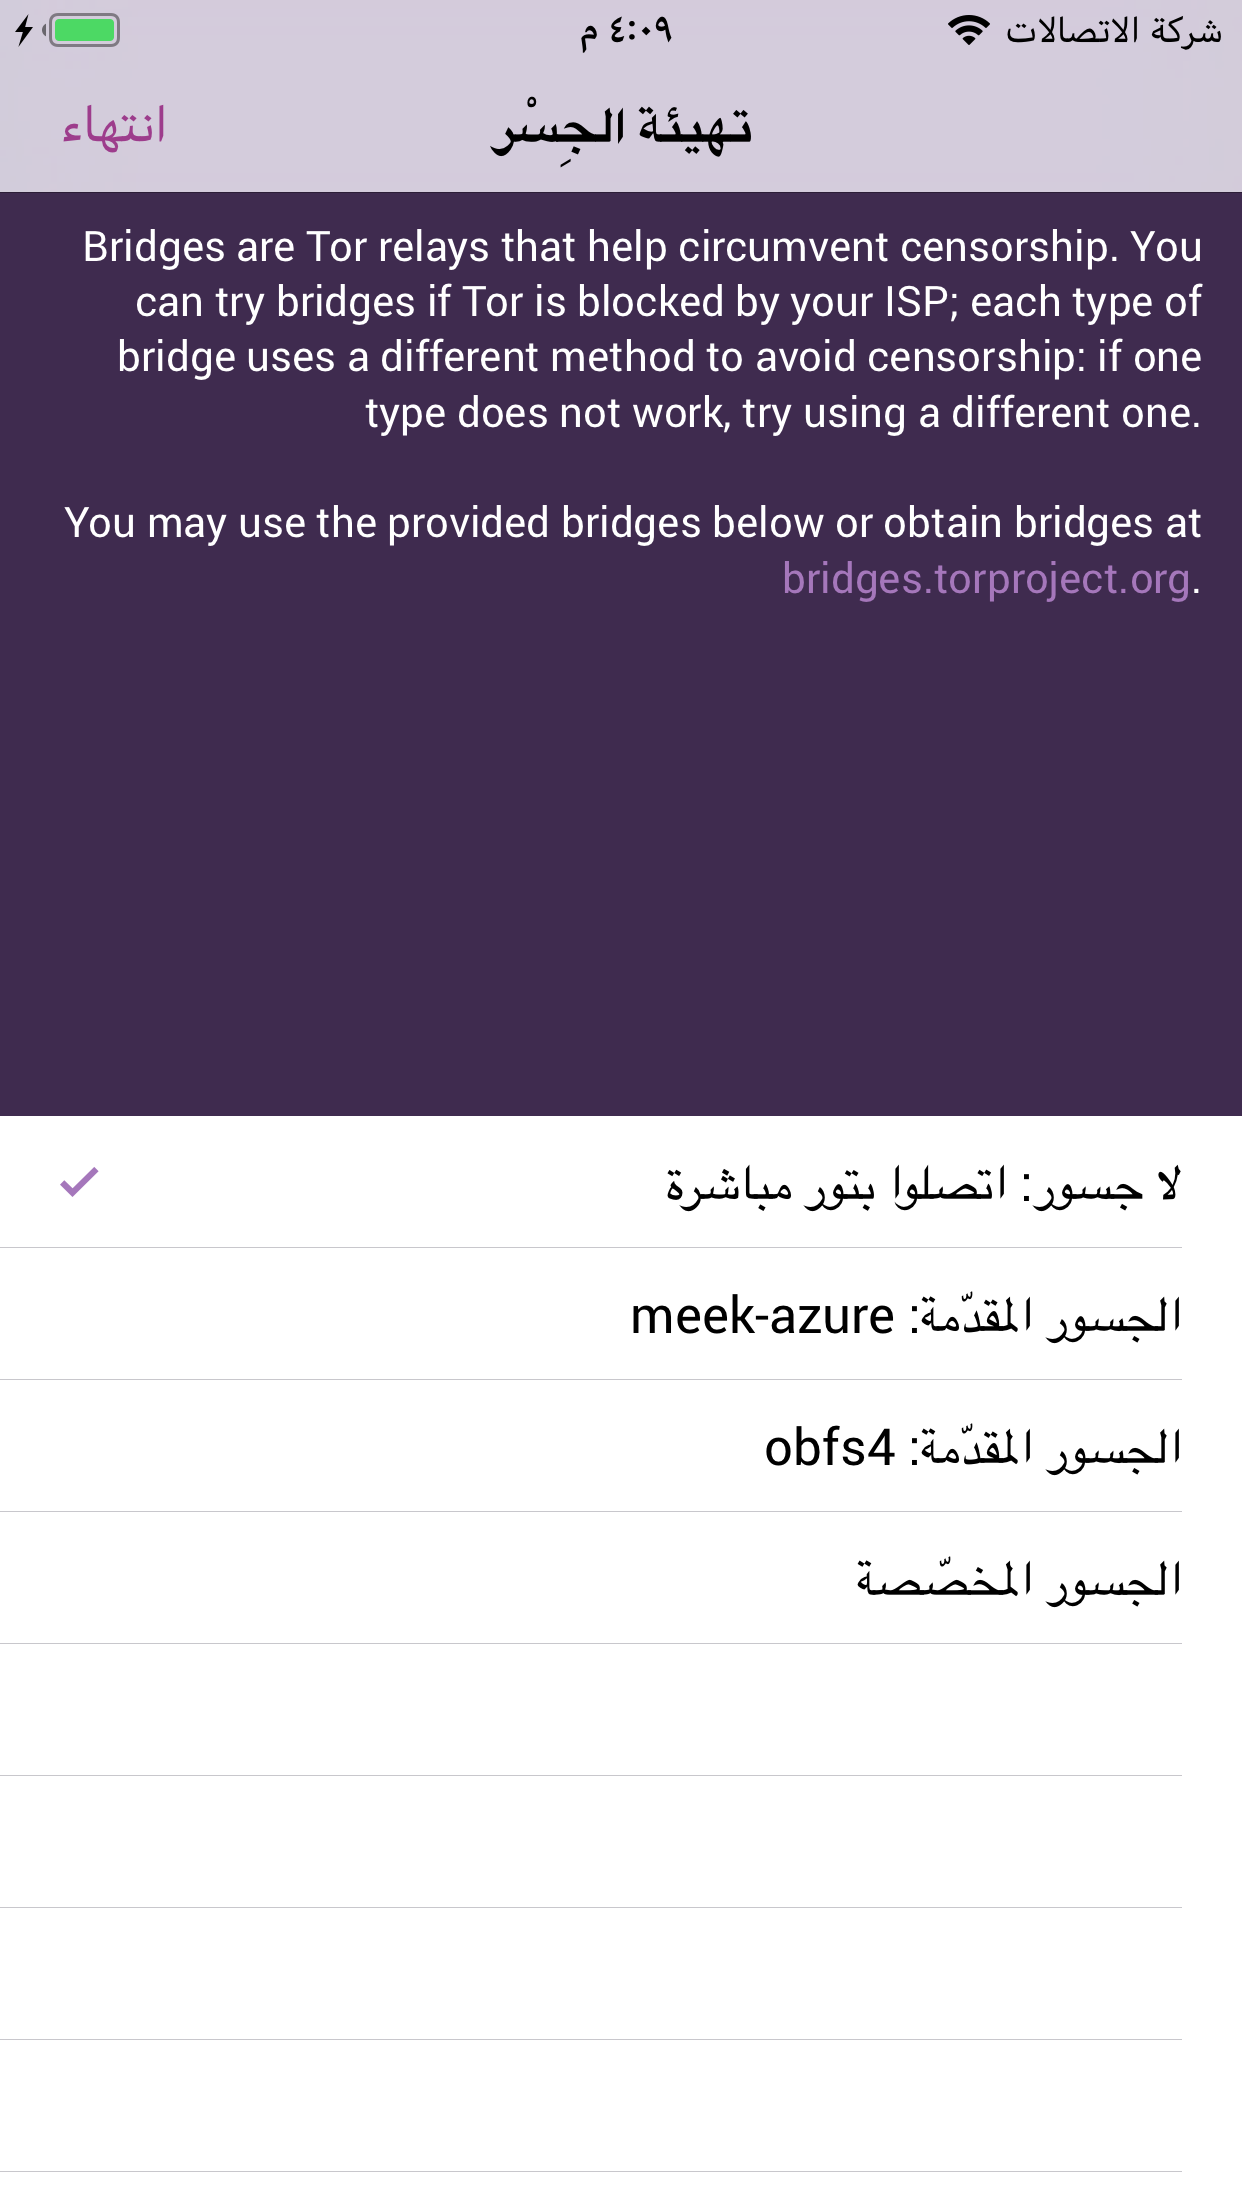 شركة الاتصالات
٤:٠٩ م
تهيئة الجِسْر
انتهاء
Bridges are Tor relays that help circumvent censorship. You
can try bridges if Tor is blocked by your ISP; each type of
bridge uses a different method to avoid censorship: if one
type does not work, try using a different one.
You may use the provided bridges below or obtain bridges at
bridges.torproject.org.
لا جسور: اتصلوا بتور مباشرة
الجسور المقدّمة: meek-azure
الجسور المقدّمة: obfs4
الجسور المخصّصة